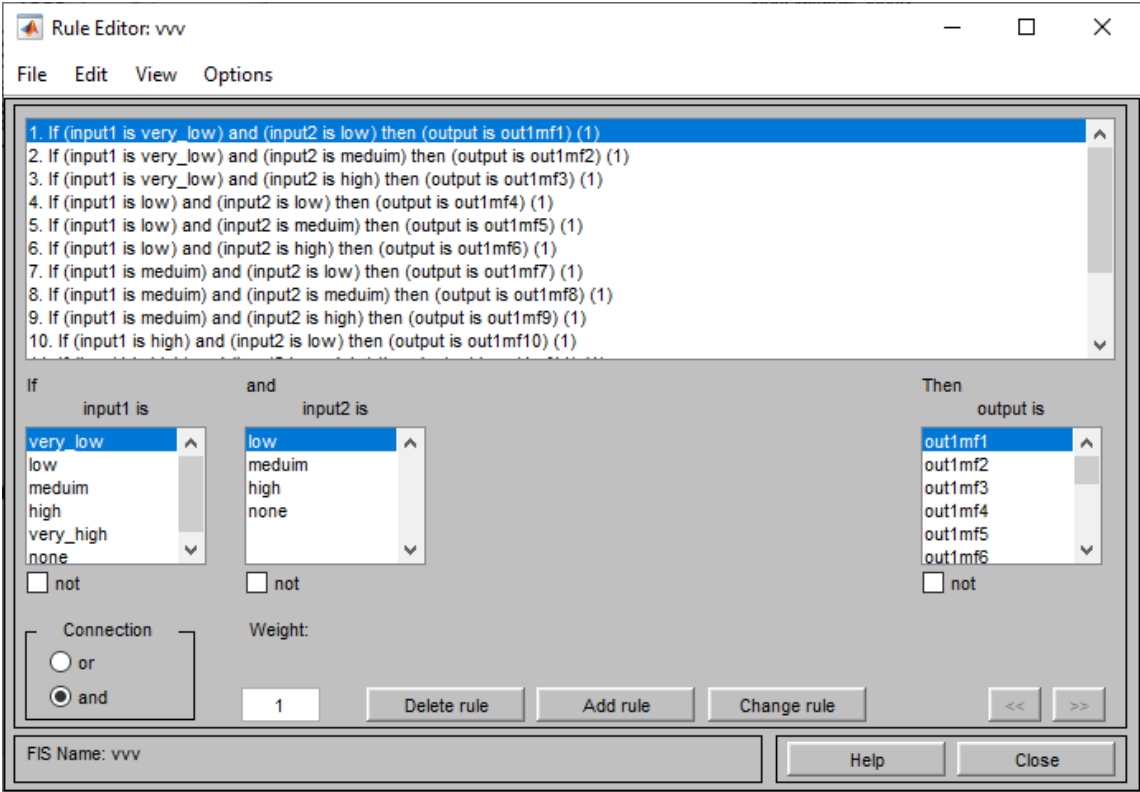 Rule Editor: vvv
File Edit View Options
1. If (input1 is very_low) and (input2 is low) then (output is out1mf1) (1)
2. If (input1 is very_low) and (input2 is meduim) then (output is out1mf2) (1)
3. If (input1 is very_low) and (input2 is high) then (output is out1mf3) (1)
4. If (input1 is low) and (input2 is low) then (output is out1mf4) (1)
5. If (input1 is low) and (input2 is meduim) then (output is out1mf5) (1)
6. If (input1 is low) and (input2 is high) then (output is out1mf6) (1)
7. If (input1 is meduim) and (input2 is low) then (output is out1mf7) (1)
8. If (input1 is meduim) and (input2 is meduim) then (output is out1mf8) (1)
9. If (input1 is meduim) and (input2 is high) then (output is out1mf9) (1)
10. If (input1 is high) and (input2 is low) then (output is out1mf10) (1)
If and Then
input1 is input2 is output is
very_low low out1mf1
low meduim out1mf2
meduim high out1mf3
high none out1mf4
very_high out1mf5
none out1mf6
not not not
Connection Weight:
or
and 1 Delete rule Add rule Change rule << >>
FIS Name: vvv Help Close